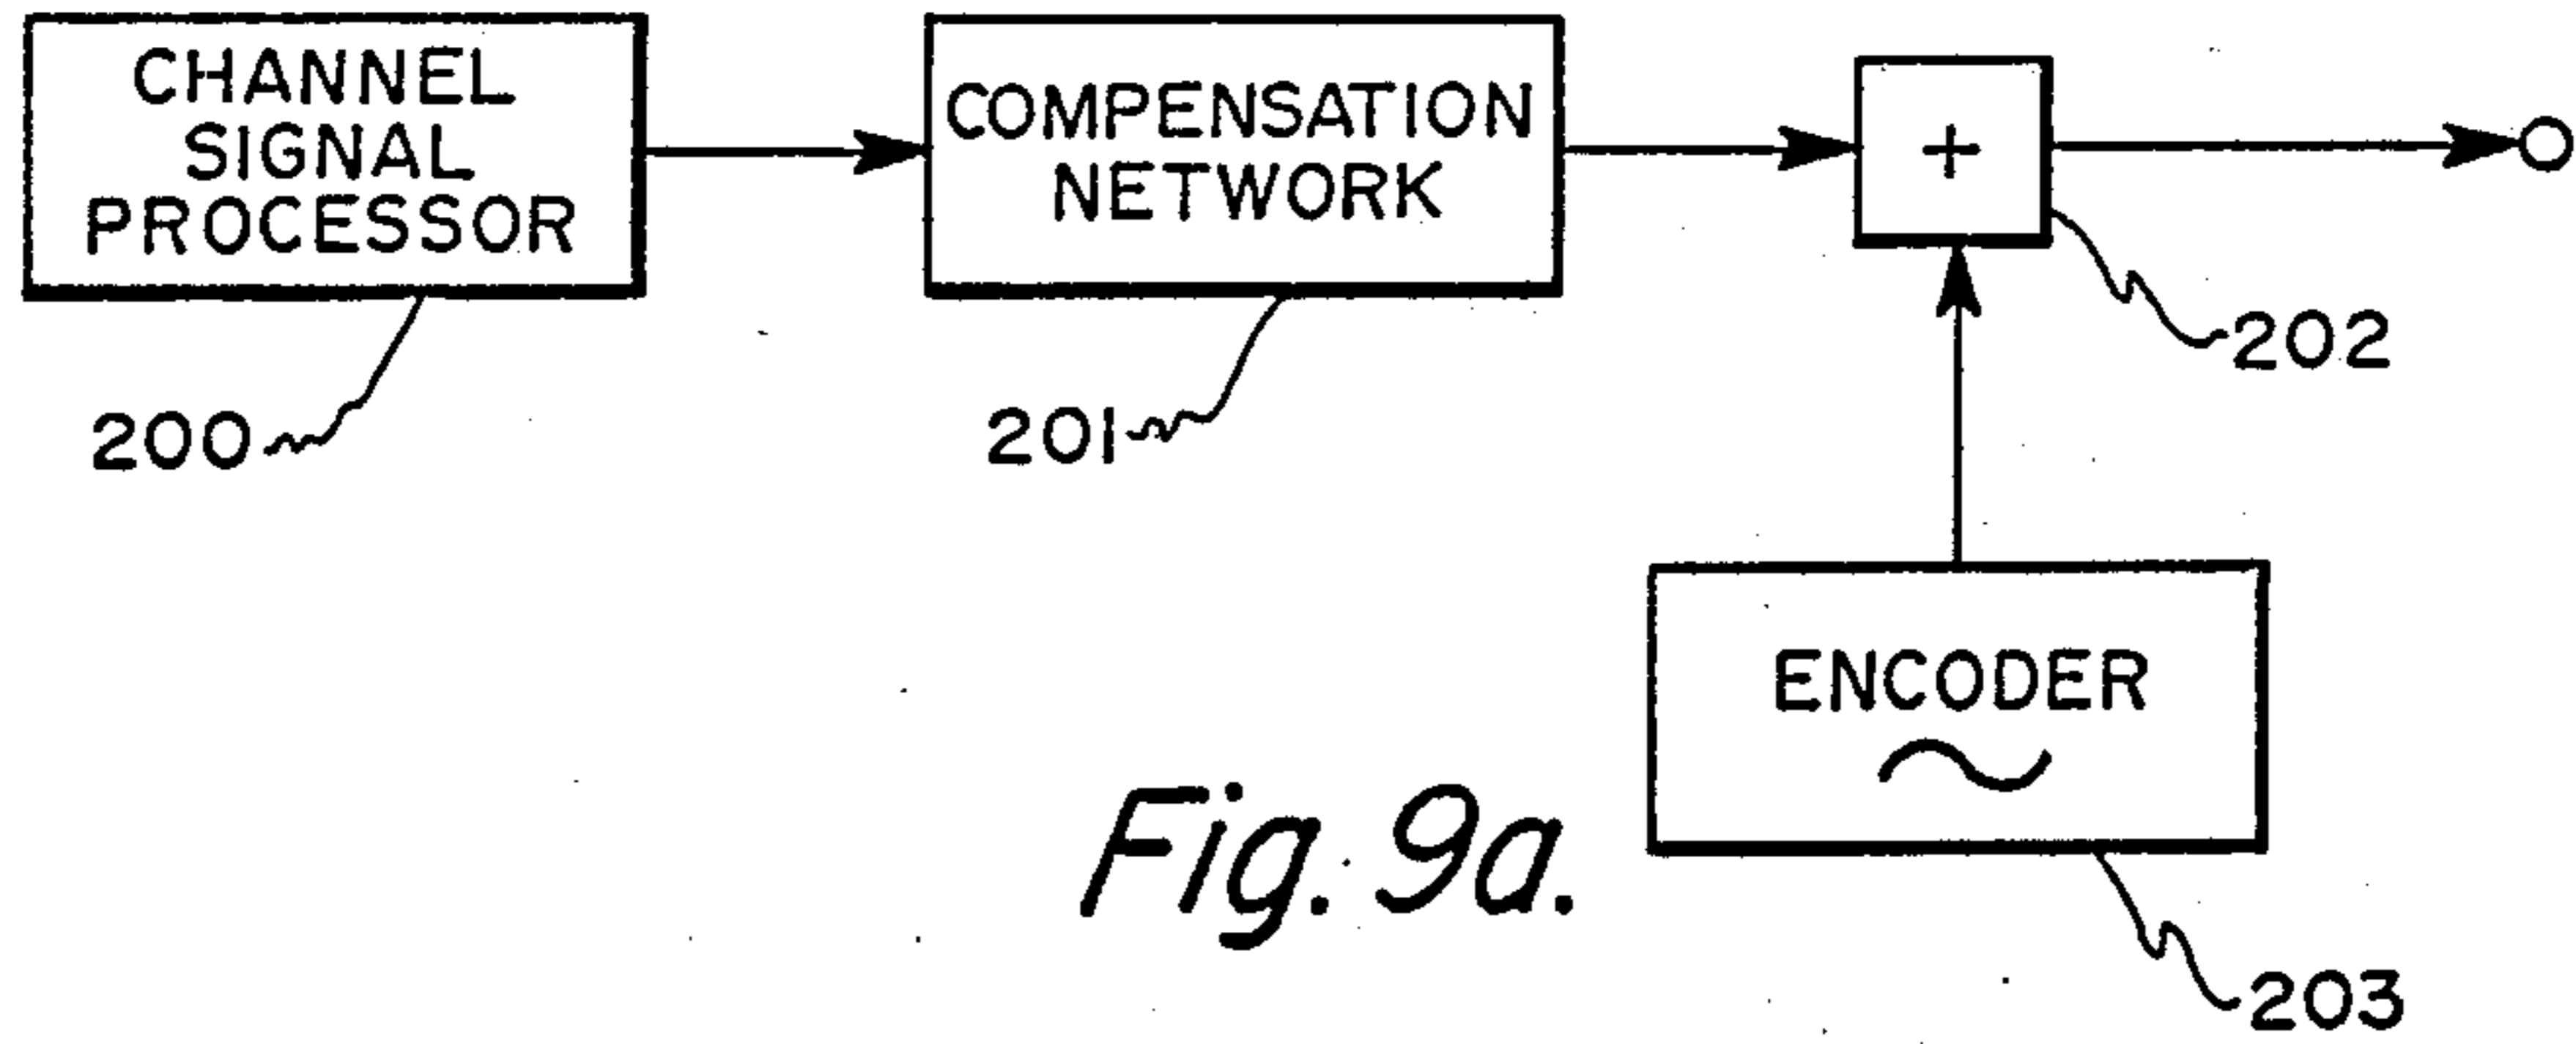 CHANNEL
SIGNAL
PROCESSOR
COMPENSATION
NETWORK
+
200
201
202
ENCODER
203
Fig. 9a.